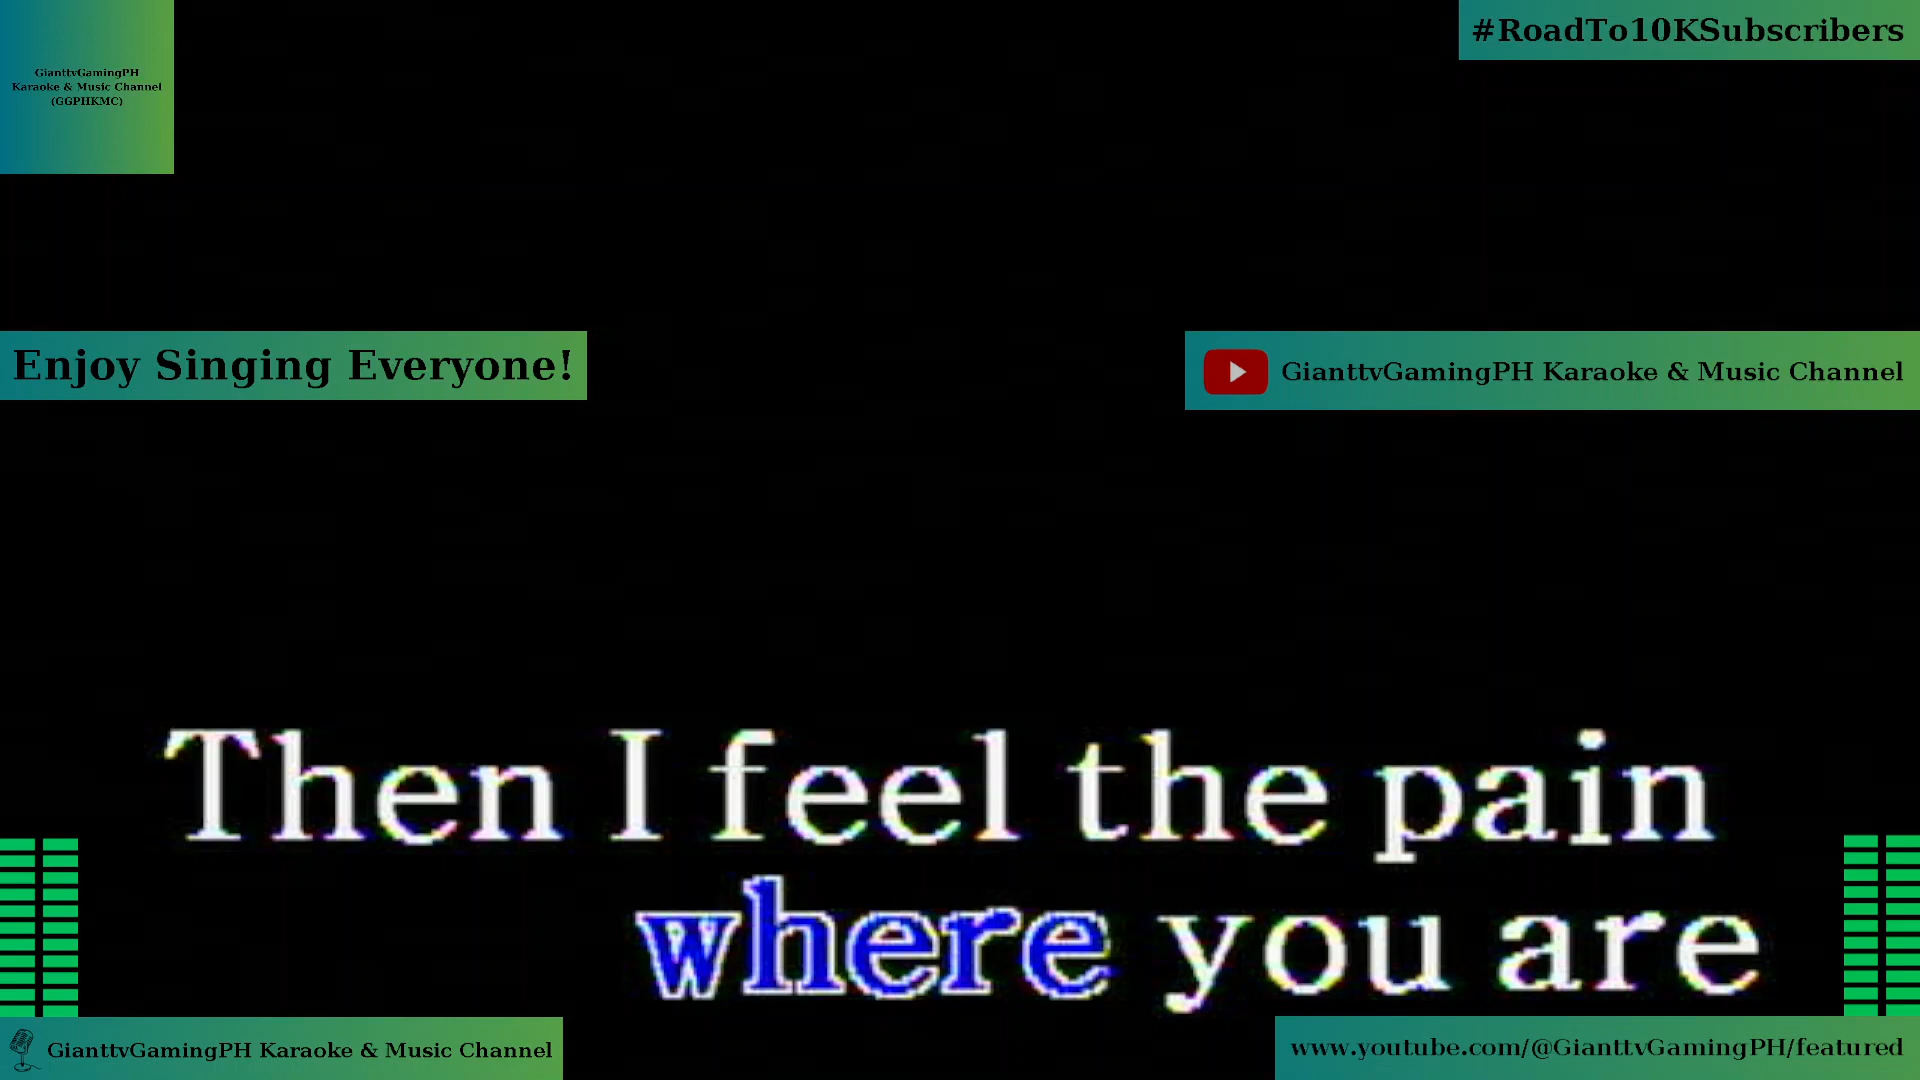 GianttvGamingPH
Karaoke & Music Channel
(GGPHKMC)
#RoadTo10KSubscribers
Enjoy Singing Everyone!
GianttvGamingPH Karaoke & Music Channel
Then I feel the pain
where you are
GianttvGamingPH Karaoke & Music Channel
www.youtube.com/@GianttvGamingPH/featured